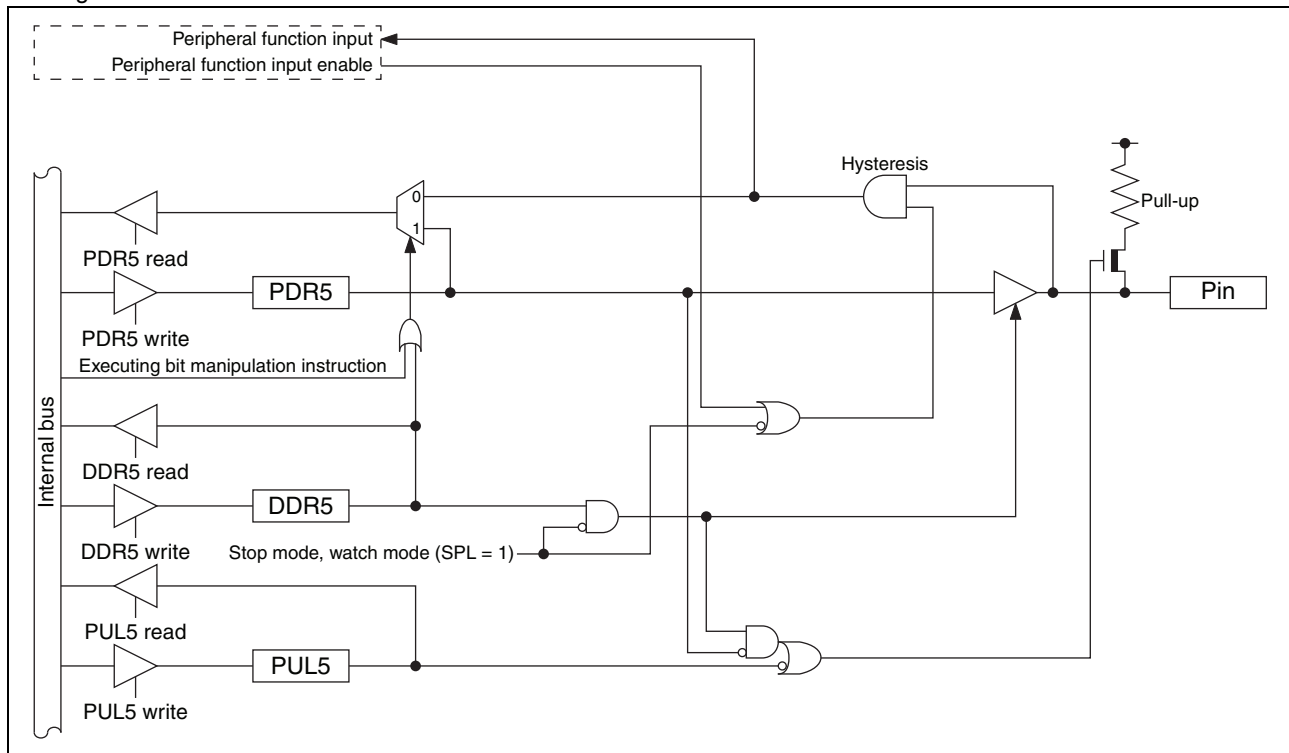 Peripheral function input
Peripheral function input enable
Hysteresis
Pull-up
0
1
PDR5 read
PDR5
Pin
PDR5 write
Executing bit manipulation instruction
Internal bus
DDR5 read
DDR5
DDR5 write
Stop mode, watch mode (SPL = 1)
PUL5 read
PUL5
PUL5 write